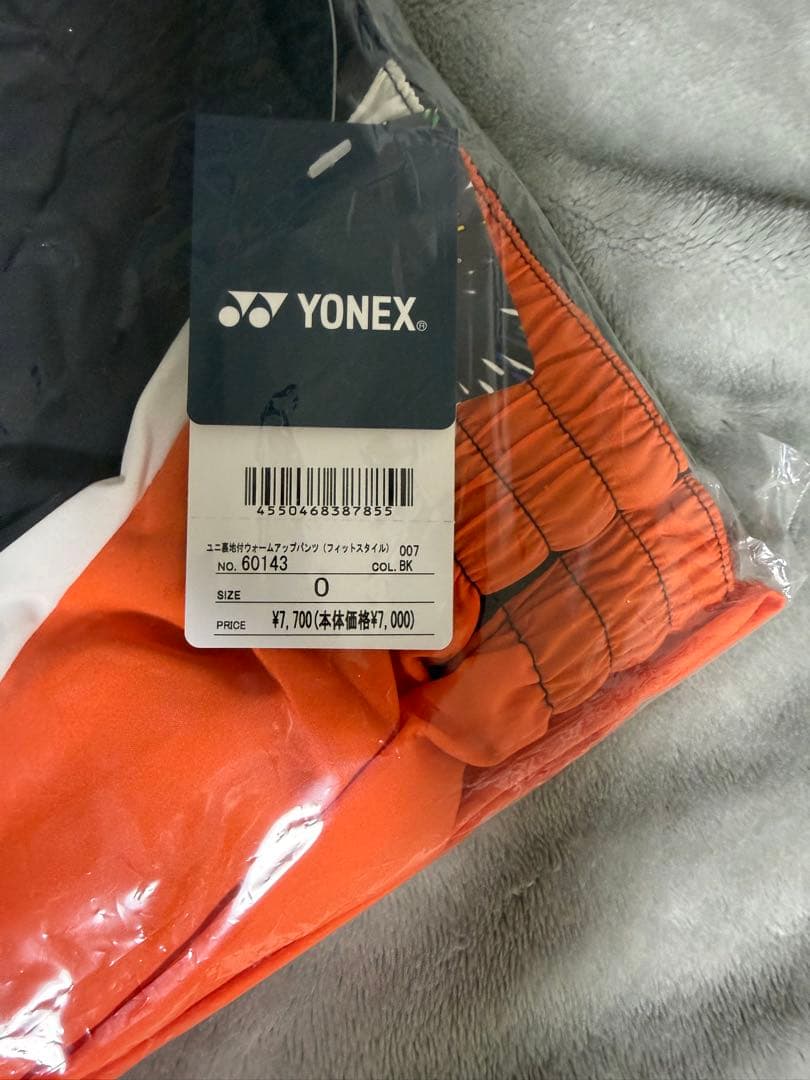 YONEX®
4550468387855
ユニ裏地付ウォームアップパンツ(フィットスタイル) 007
NO. 60143 COL. BK
SIZE O
PRICE ¥7,700(本体価格¥7,000)